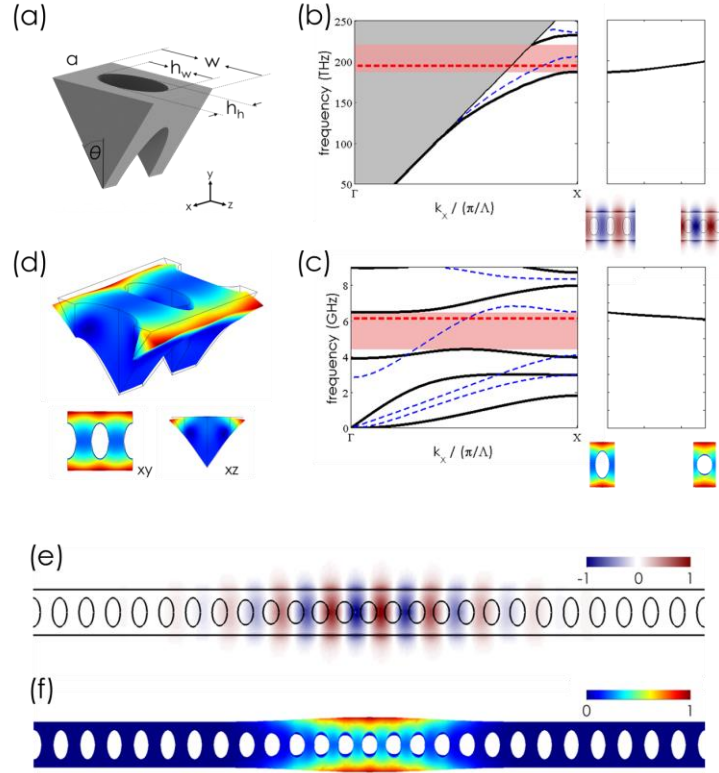 (a)
a
w
h_w
h_h
θ
y
x
z
(b)
frequency (THz)
250
200
150
100
50
Γ
X
k_x / (π/Λ)
(d)
xy
xz
(c)
frequency (GHz)
8
6
4
2
0
Γ
X
k_x / (π/Λ)
(e)
-1 0 1
(f)
0 1